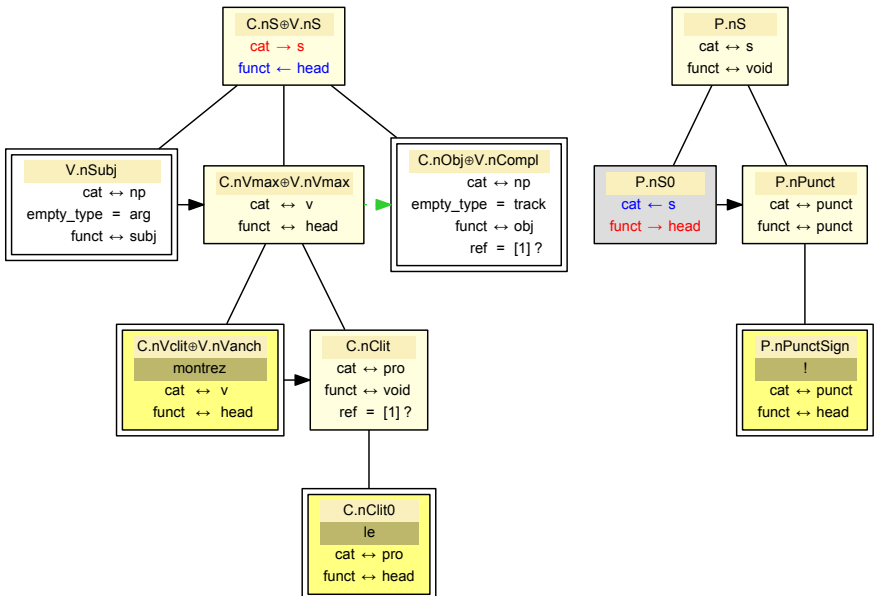 C.nS⊕V.nS
cat → s
funct ← head
P.nS
cat ↔ s
funct ↔ void
V.nSubj
cat ↔ np
empty_type = arg
funct ↔ subj
C.nVmax⊕V.nVmax
cat ↔ v
funct ↔ head
C.nObj⊕V.nCompl
cat ↔ np
empty_type = track
funct ↔ obj
ref = [1] ?
P.nS0
cat ← s
funct → head
P.nPunct
cat ↔ punct
funct ↔ punct
C.nVclit⊕V.nVanch
montrez
cat ↔ v
funct ↔ head
C.nClit
cat ↔ pro
funct ↔ void
ref = [1] ?
P.nPunctSign
!
cat ↔ punct
funct ↔ head
C.nClit0
le
cat ↔ pro
funct ↔ head